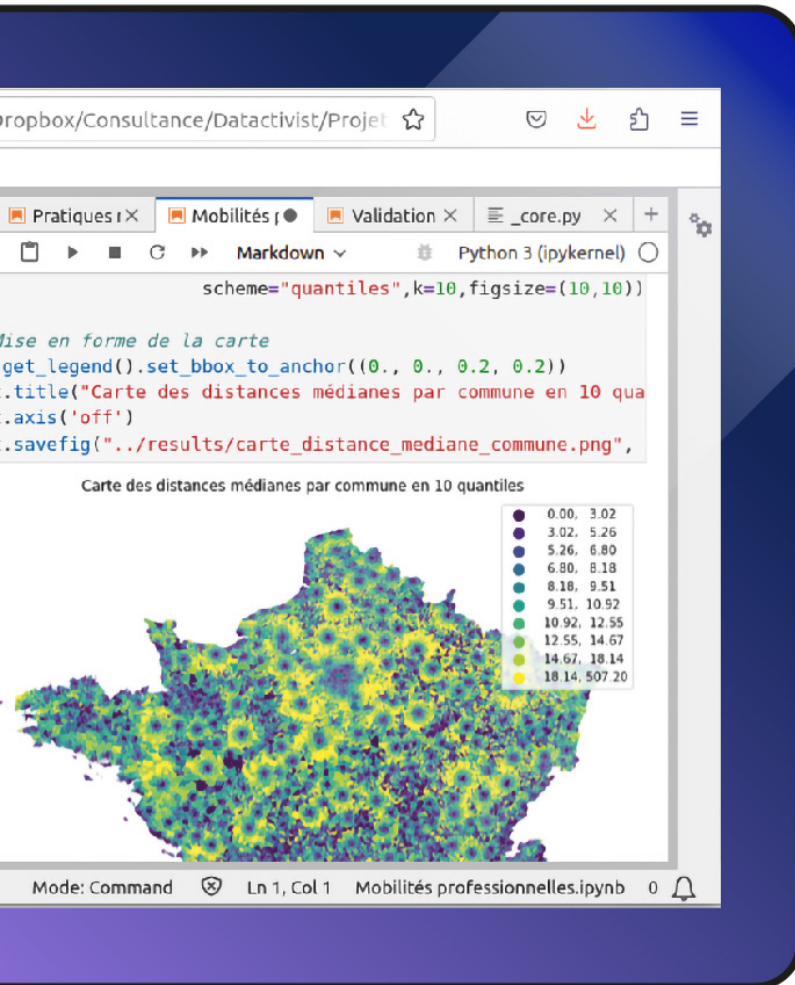 Dropbox/Consultance/Datactivist/Projet
Pratiques r Mobilités p Validation _core.py
Markdown Python 3 (ipykernel)
scheme="quantiles",k=10,figsize=(10,10))
Mise en forme de la carte
get_legend().set_bbox_to_anchor((0., 0., 0.2, 0.2))
.title("Carte des distances médianes par commune en 10 qua
.axis('off')
.savefig("../results/carte_distance_mediane_commune.png",
Carte des distances médianes par commune en 10 quantiles
0.00, 3.02
3.02, 5.26
5.26, 6.80
6.80, 8.18
8.18, 9.51
9.51, 10.92
10.92, 12.55
12.55, 14.67
14.67, 18.14
18.14, 507.20
Mode: Command Ln 1, Col 1 Mobilités professionnelles.ipynb 0